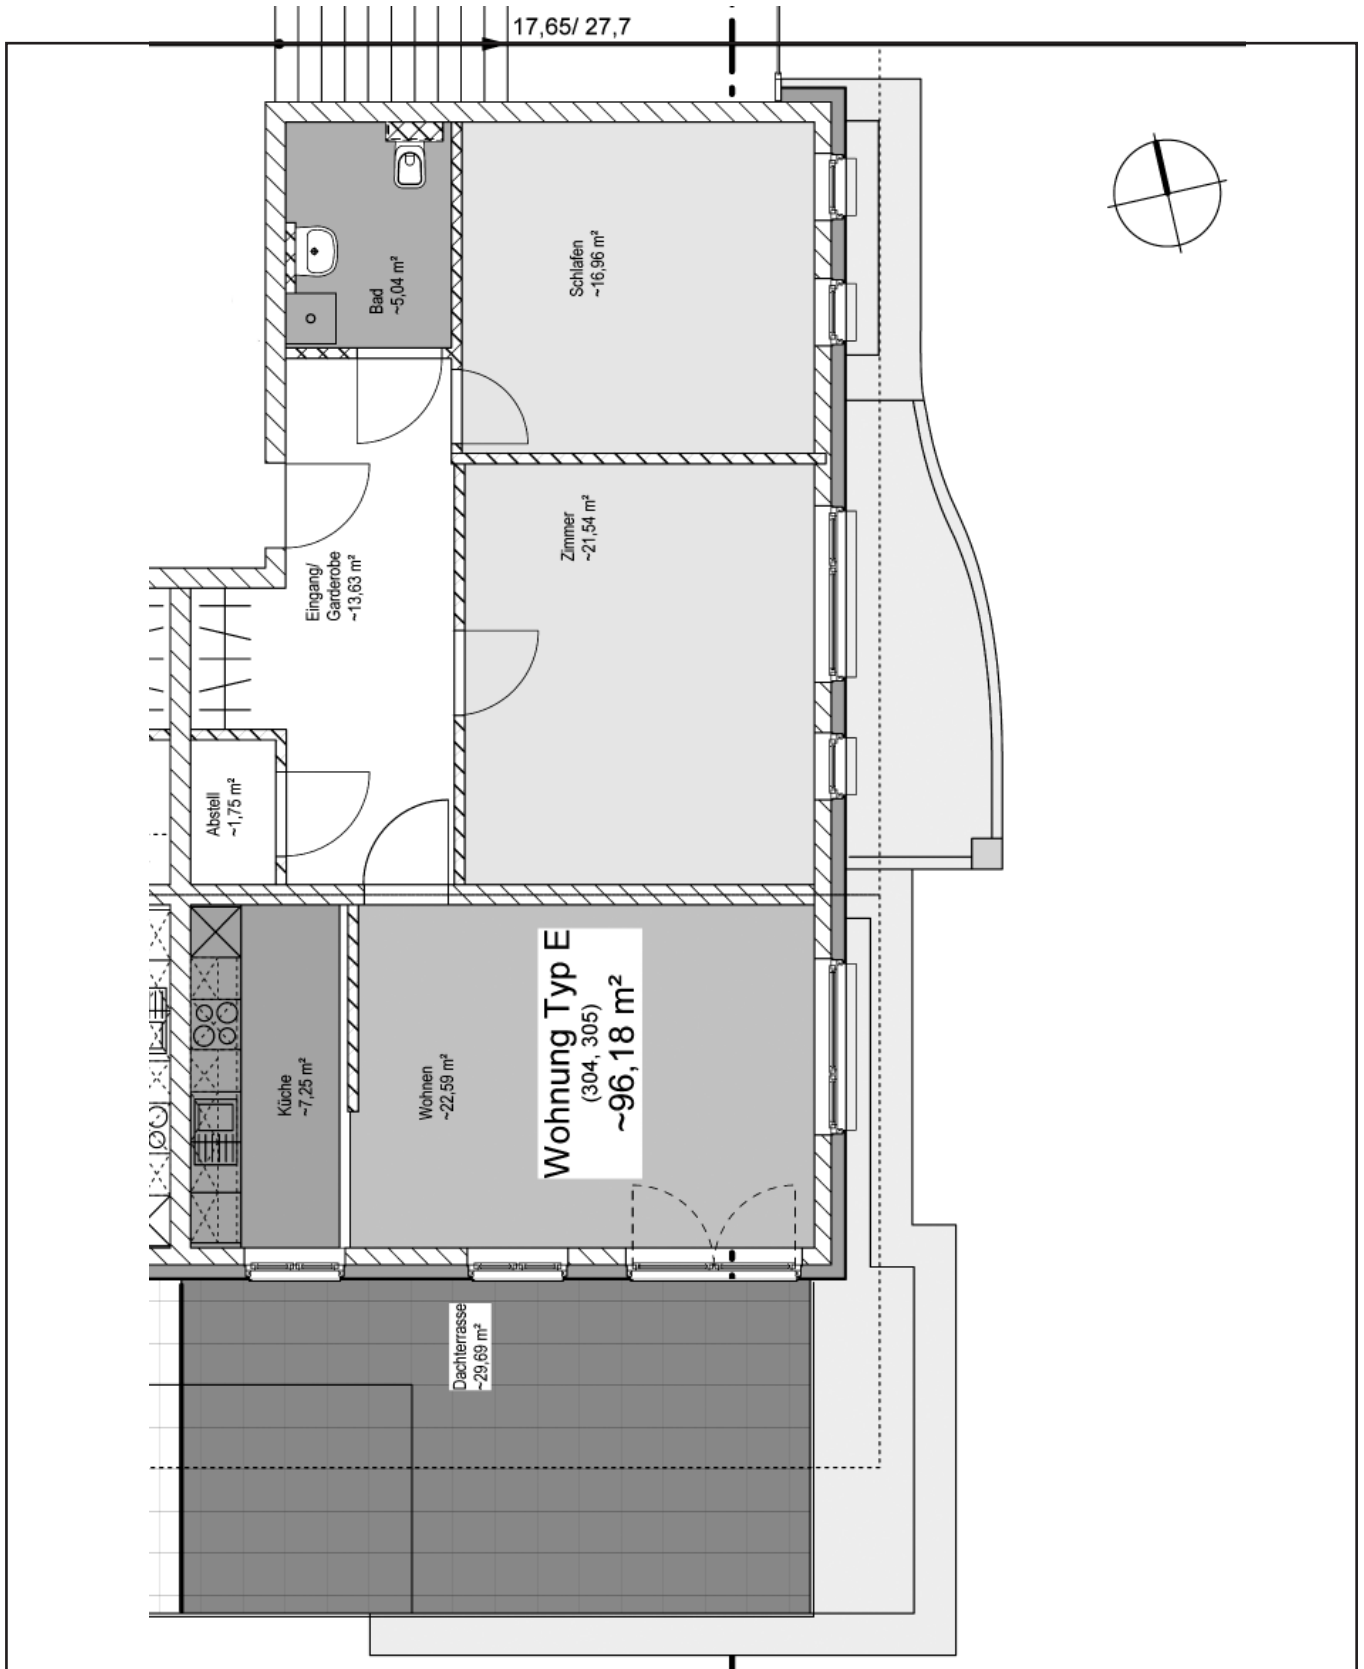 17,65/ 27,7
Bad
~5,04 m²
Schlafen
~16,96 m²
Zimmer
~21,54 m²
Eingang/
Garderobe
~13,63 m²
Abstell
~1,75 m²
Küche
~7,25 m²
Wohnen
~22,59 m²
Wohnung Typ E
(304, 305)
~96,18 m²
Dachterrasse
~29,69 m²